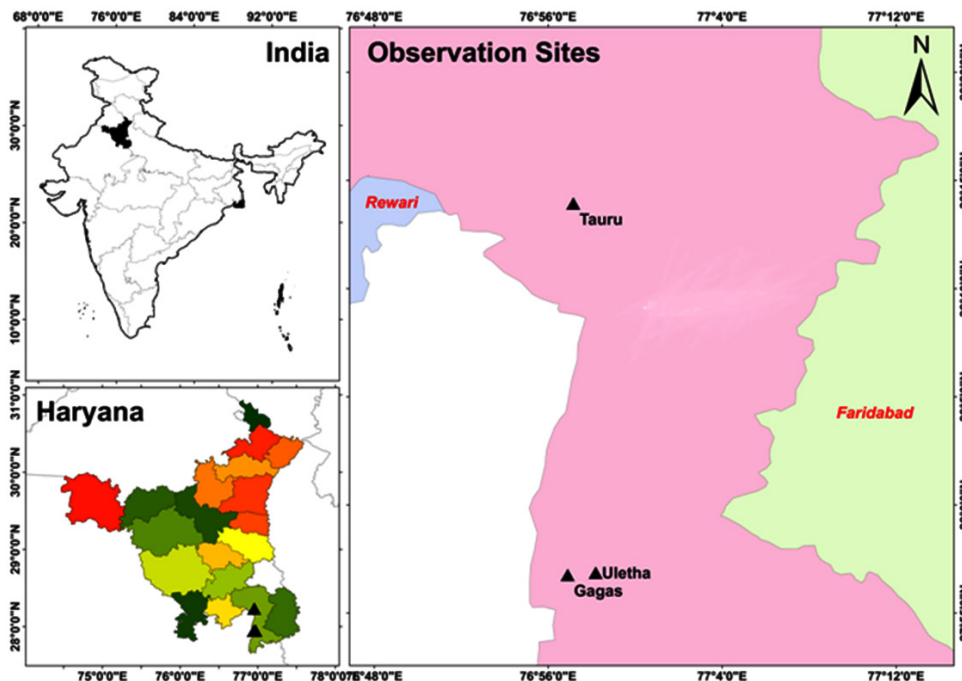 68°0'0"E 76°0'0"E 84°0'0"E 92°0'0"E
76°48'0"E 76°56'0"E 77°4'0"E 77°12'0"E
India
Observation Sites
N
30°0'0"N
20°0'0"N
10°0'0"N
Rewari
Tauru
Faridabad
Uletha
Gagas
Haryana
31°0'0"N
30°0'0"N
29°0'0"N
28°0'0"N
75°0'0"E 76°0'0"E 77°0'0"E 78°0'0"E
76°48'0"E 76°56'0"E 77°4'0"E 77°12'0"E